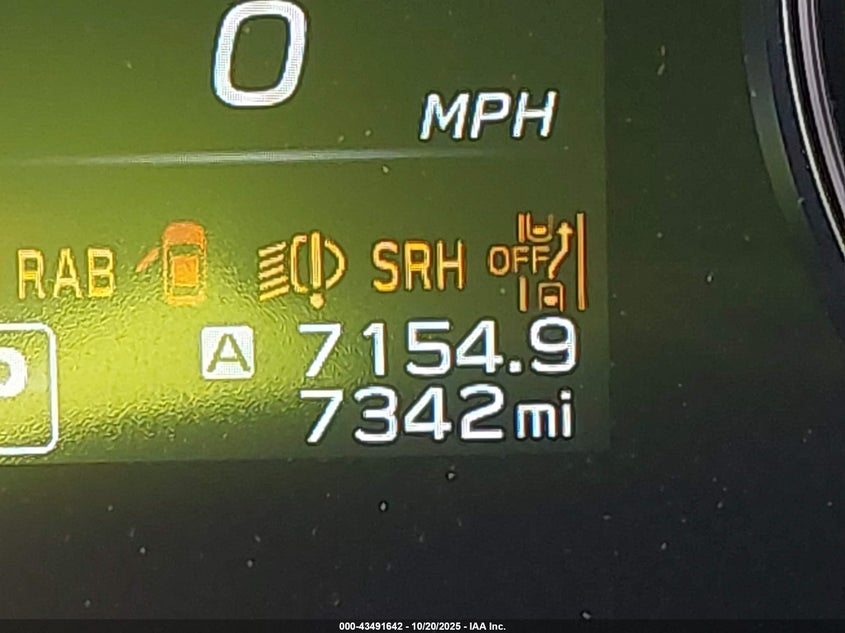 0
MPH
RAB SRH OFF
A 7154.9
7342mi
000-43491642 - 10/20/2025 - IAA Inc.